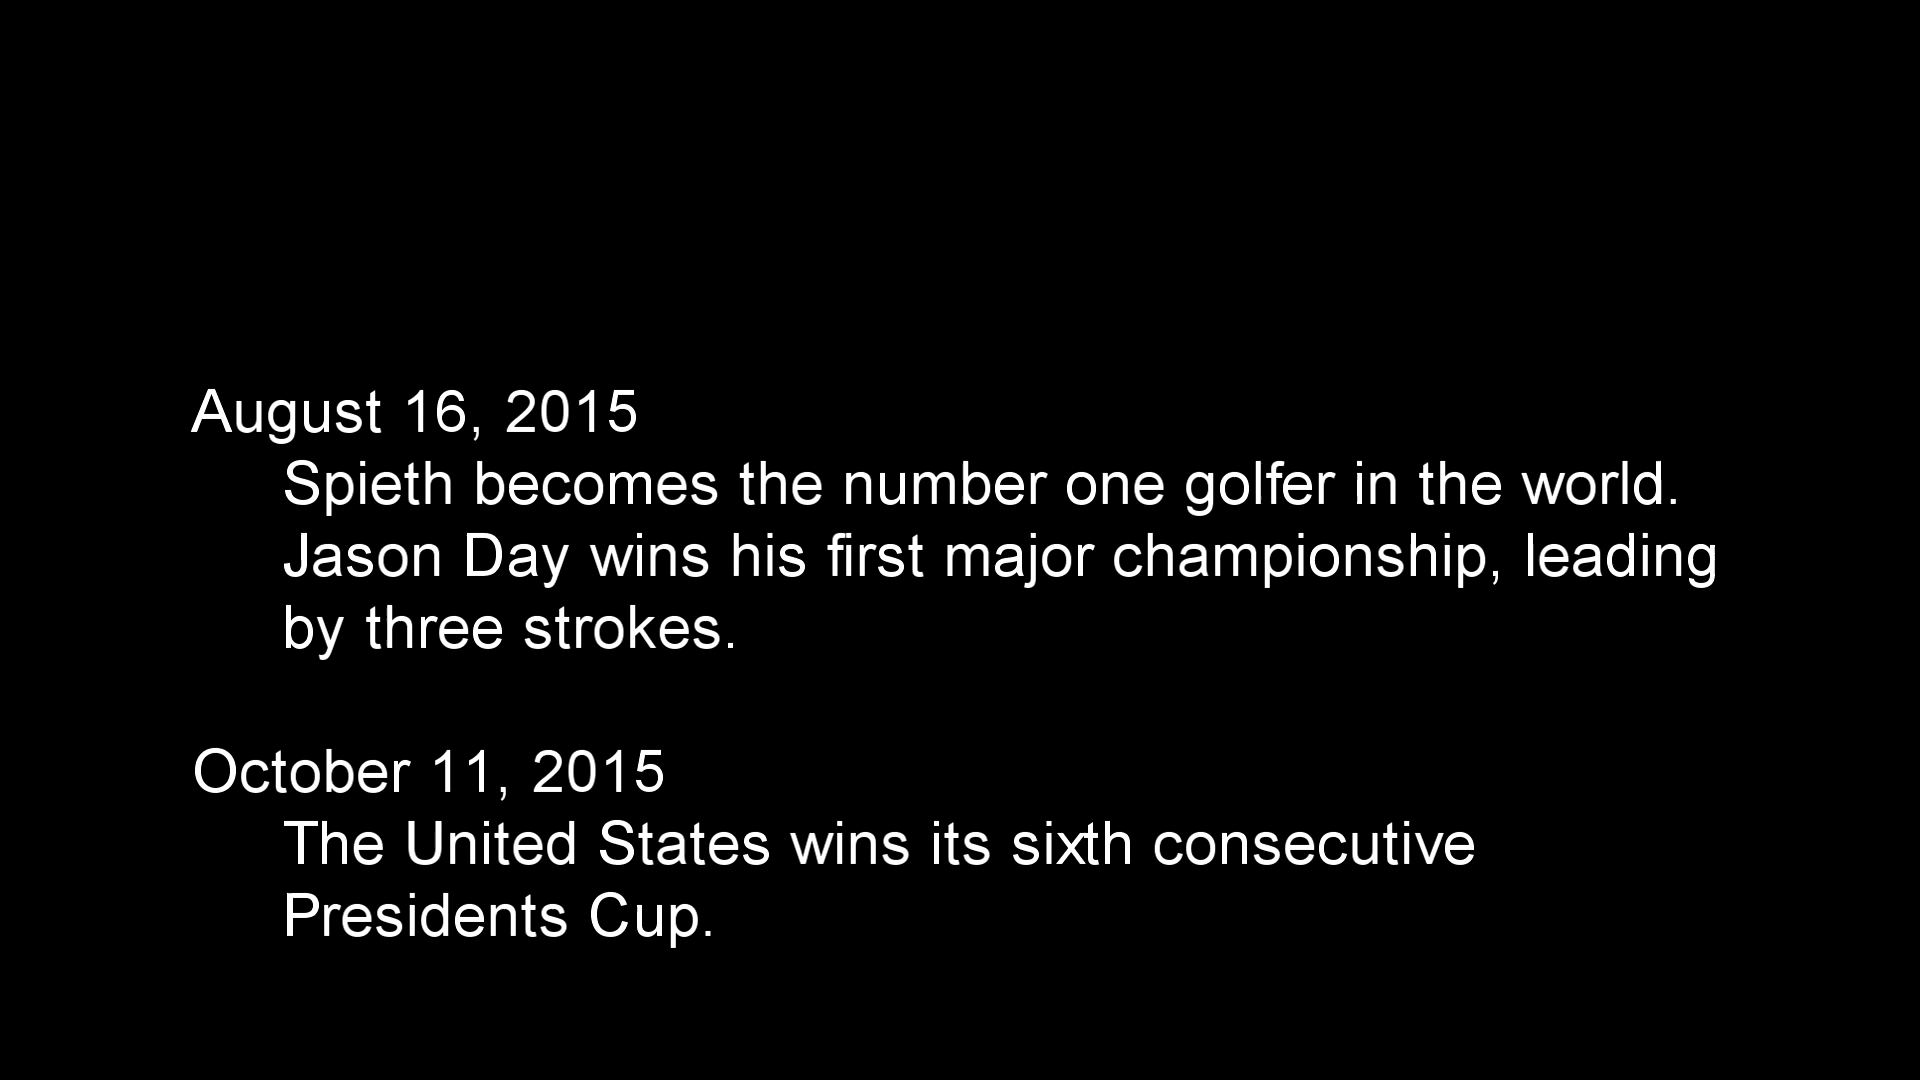 August 16, 2015
Spieth becomes the number one golfer in the world.
Jason Day wins his first major championship, leading
by three strokes.
October 11, 2015
The United States wins its sixth consecutive
Presidents Cup.